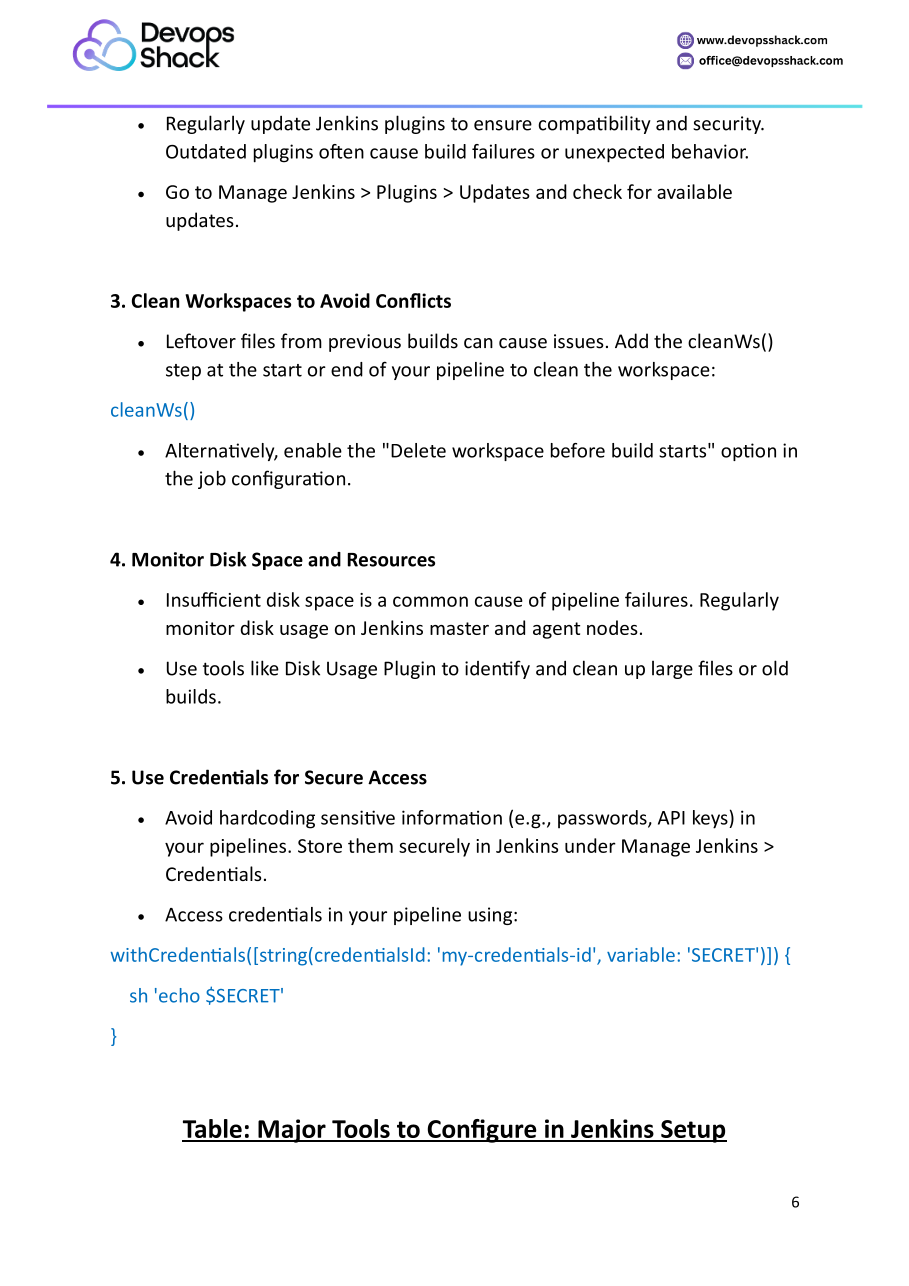 Devops
Shack
www.devopsshack.com
office@devopsshack.com
• Regularly update Jenkins plugins to ensure compatibility and security.
Outdated plugins often cause build failures or unexpected behavior.
• Go to Manage Jenkins > Plugins > Updates and check for available
updates.
3. Clean Workspaces to Avoid Conflicts
• Leftover files from previous builds can cause issues. Add the cleanWs()
step at the start or end of your pipeline to clean the workspace:
cleanWs()
• Alternatively, enable the "Delete workspace before build starts" option in
the job configuration.
4. Monitor Disk Space and Resources
• Insufficient disk space is a common cause of pipeline failures. Regularly
monitor disk usage on Jenkins master and agent nodes.
• Use tools like Disk Usage Plugin to identify and clean up large files or old
builds.
5. Use Credentials for Secure Access
• Avoid hardcoding sensitive information (e.g., passwords, API keys) in
your pipelines. Store them securely in Jenkins under Manage Jenkins >
Credentials.
• Access credentials in your pipeline using:
withCredentials([string(credentialsId: 'my-credentials-id', variable: 'SECRET')]) {
sh 'echo $SECRET'
}
Table: Major Tools to Configure in Jenkins Setup
6